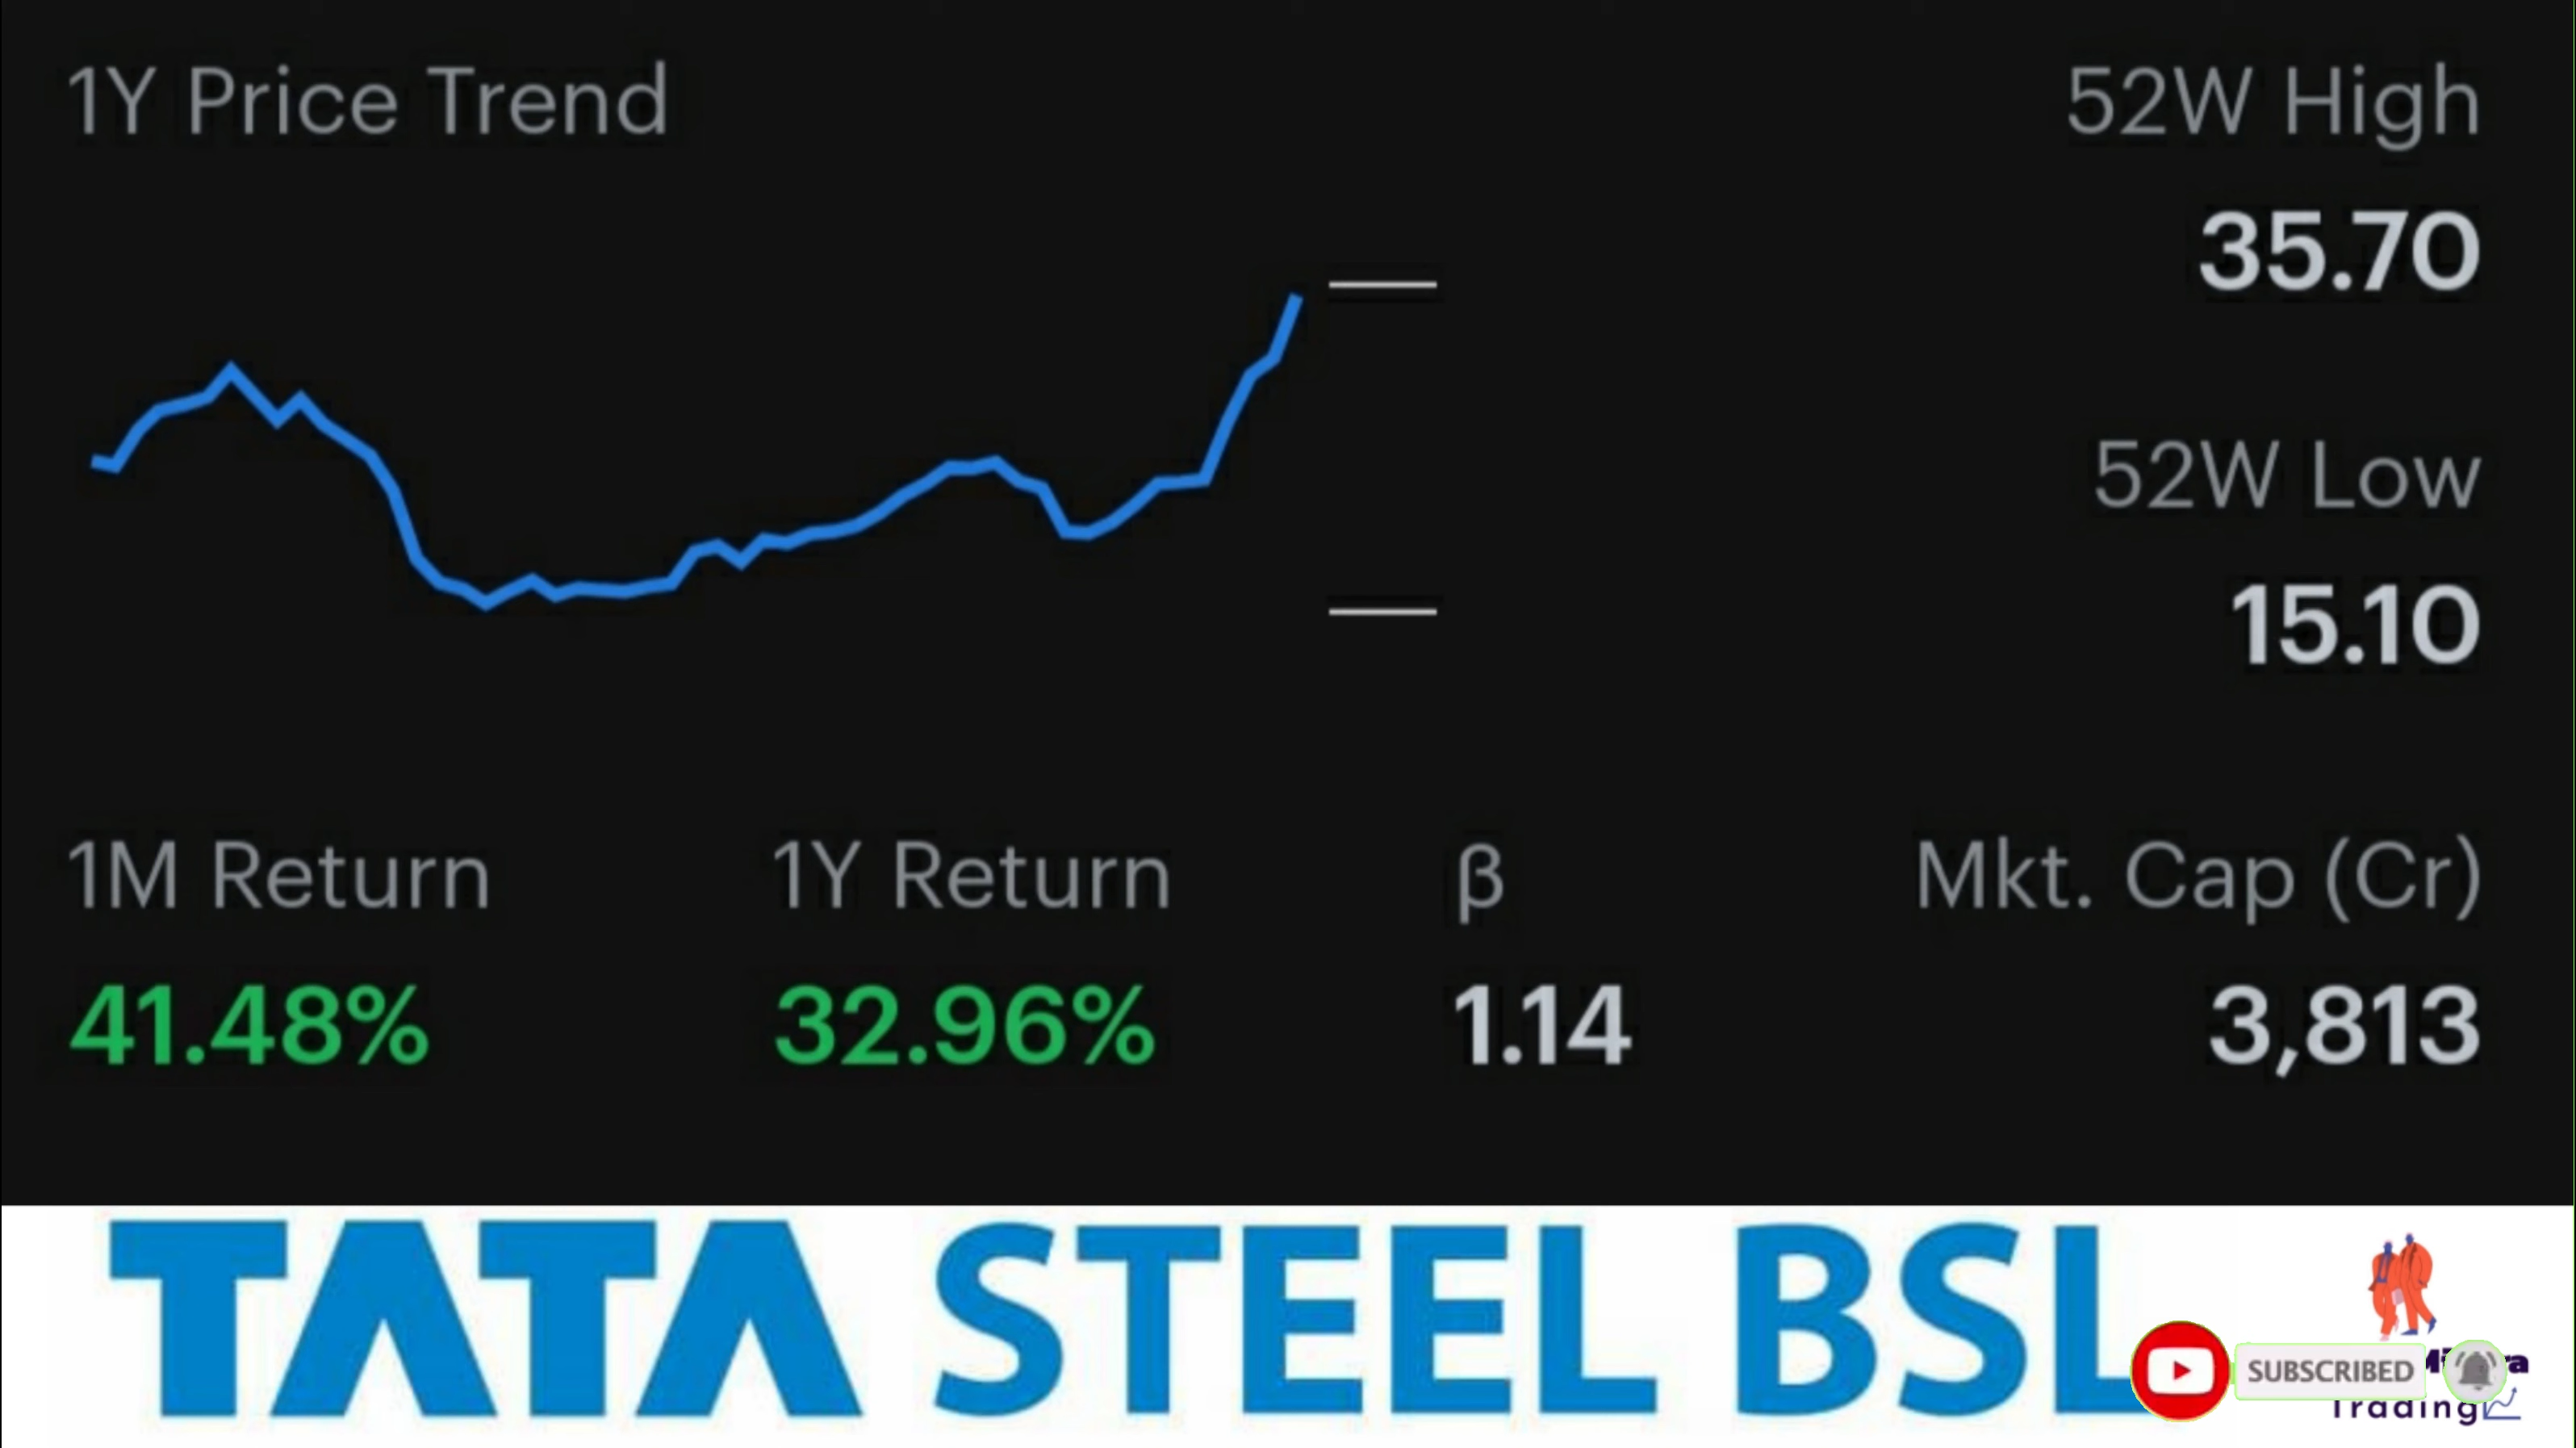 1Y Price Trend
52W High
35.70
52W Low
15.10
1M Return 1Y Return β Mkt. Cap (Cr)
41.48% 32.96% 1.14 3,813
TATA STEEL BSL
SUBSCRIBED
Trading